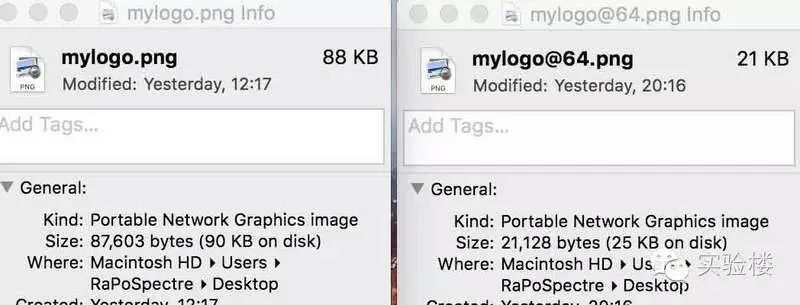 mylogo.png Info
mylogo.png 88 KB
Modified: Yesterday, 12:17
PNG
Add Tags...
General:
Kind: Portable Network Graphics image
Size: 87,603 bytes (90 KB on disk)
Where: Macintosh HD ▸ Users ▸
RaPoSpectre ▸ Desktop
Created: Yesterday, 12:17
mylogo@64.png Info
mylogo@64.png 21 KB
Modified: Yesterday, 20:16
PNG
Add Tags...
General:
Kind: Portable Network Graphics image
Size: 21,128 bytes (25 KB on disk)
Where: Macintosh HD ▸ Users ▸
RaPoSpectre ▸ Desktop
Created: Yesterday, 20:16
实验楼